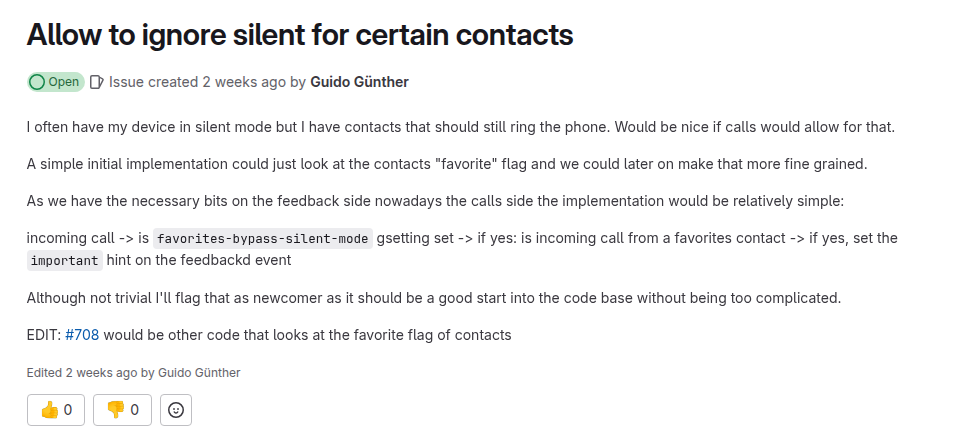 Allow to ignore silent for certain contacts
Open Issue created 2 weeks ago by Guido Günther
I often have my device in silent mode but I have contacts that should still ring the phone. Would be nice if calls would allow for that.
A simple initial implementation could just look at the contacts "favorite" flag and we could later on make that more fine grained.
As we have the necessary bits on the feedback side nowadays the calls side the implementation would be relatively simple:
incoming call -> is favorites-bypass-silent-mode gsetting set -> if yes: is incoming call from a favorites contact -> if yes, set the
important hint on the feedbackd event
Although not trivial I'll flag that as newcomer as it should be a good start into the code base without being too complicated.
EDIT: #708 would be other code that looks at the favorite flag of contacts
Edited 2 weeks ago by Guido Günther
👍 0 👎 0